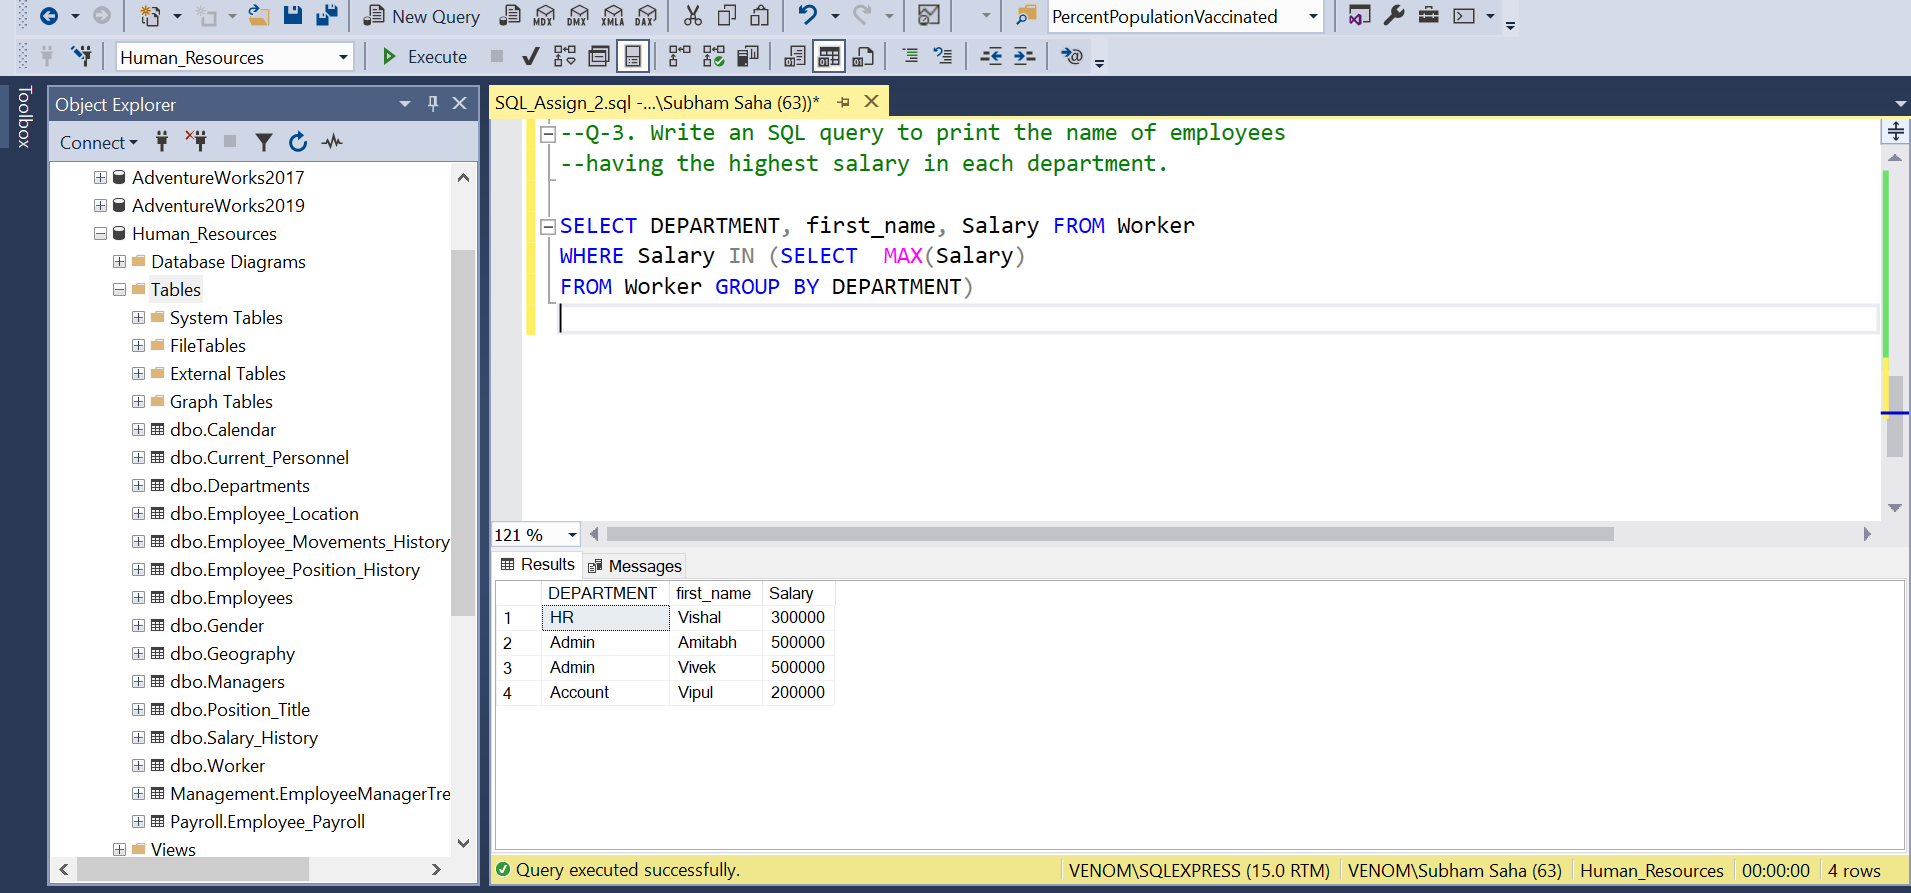 New Query MDX DMX XMLA DAX PercentPopulationVaccinated
Human_Resources Execute
Toolbox
Object Explorer
Connect
AdventureWorks2017
AdventureWorks2019
Human_Resources
Database Diagrams
Tables
System Tables
FileTables
External Tables
Graph Tables
dbo.Calendar
dbo.Current_Personnel
dbo.Departments
dbo.Employee_Location
dbo.Employee_Movements_History
dbo.Employee_Position_History
dbo.Employees
dbo.Gender
dbo.Geography
dbo.Managers
dbo.Position_Title
dbo.Salary_History
dbo.Worker
Management.EmployeeManagerTre
Payroll.Employee_Payroll
Views
SQL_Assign_2.sql -...\Subham Saha (63))*
--Q-3. Write an SQL query to print the name of employees
--having the highest salary in each department.
SELECT DEPARTMENT, first_name, Salary FROM Worker
WHERE Salary IN (SELECT  MAX(Salary)
FROM Worker GROUP BY DEPARTMENT)
121 %
Results Messages
DEPARTMENT first_name Salary
1 HR Vishal 300000
2 Admin Amitabh 500000
3 Admin Vivek 500000
4 Account Vipul 200000
Query executed successfully. VENOM\SQLEXPRESS (15.0 RTM) VENOM\Subham Saha (63) Human_Resources 00:00:00 4 rows